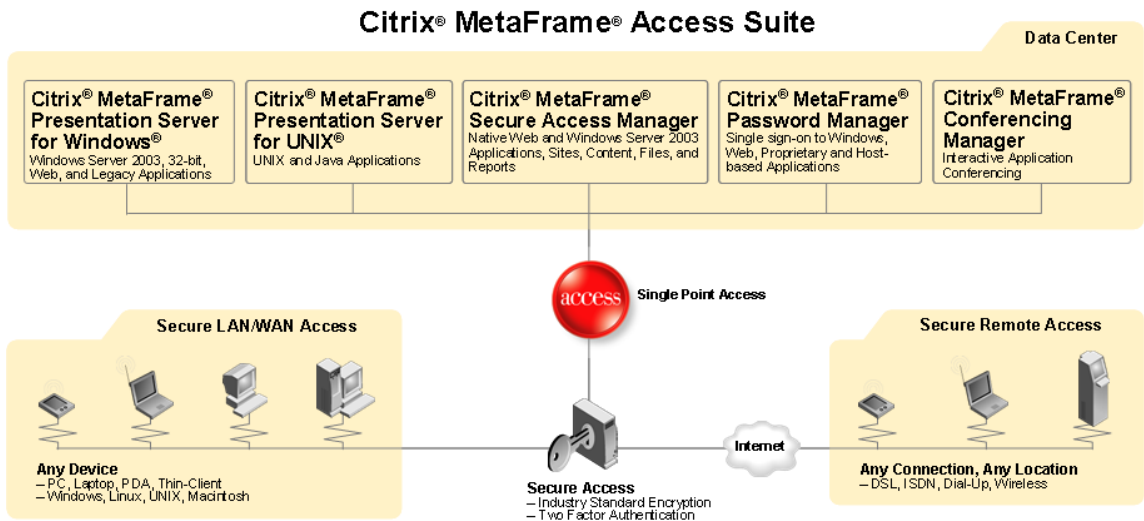 Citrix® MetaFrame® Access Suite
Data Center
Citrix® MetaFrame®
Presentation Server
for Windows®
Windows Server 2003, 32-bit,
Web, and Legacy Applications
Citrix® MetaFrame®
Presentation Server
for UNIX®
UNIX and Java Applications
Citrix® MetaFrame®
Secure Access Manager
Native Web and Windows Server 2003
Applications, Sites, Content, Files, and
Reports
Citrix® MetaFrame®
Password Manager
Single sign-on to Windows,
Web, Proprietary and Host-
based Applications
Citrix® MetaFrame®
Conferencing
Manager
Interactive Application
Conferencing
access
Single Point Access
Secure LAN/WAN Access
Any Device
– PC, Laptop, PDA, Thin-Client
– Windows, Linux, UNIX, Macintosh
Secure Access
– Industry Standard Encryption
– Two Factor Authentication
Internet
Secure Remote Access
Any Connection, Any Location
– DSL, ISDN, Dial-Up, Wireless